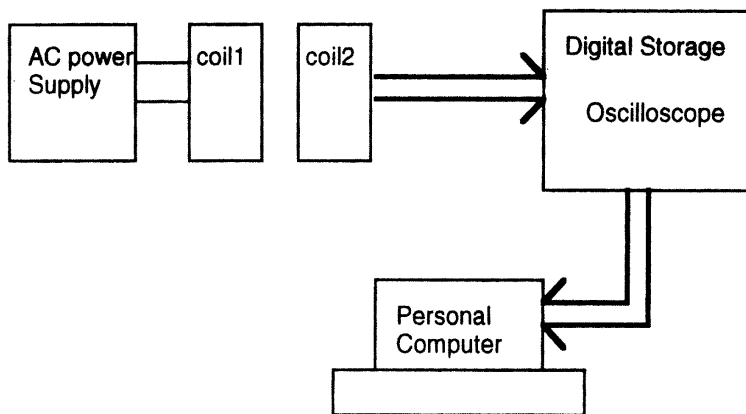 AC power
Supply
coil1
coil2
Digital Storage
Oscilloscope
Personal
Computer